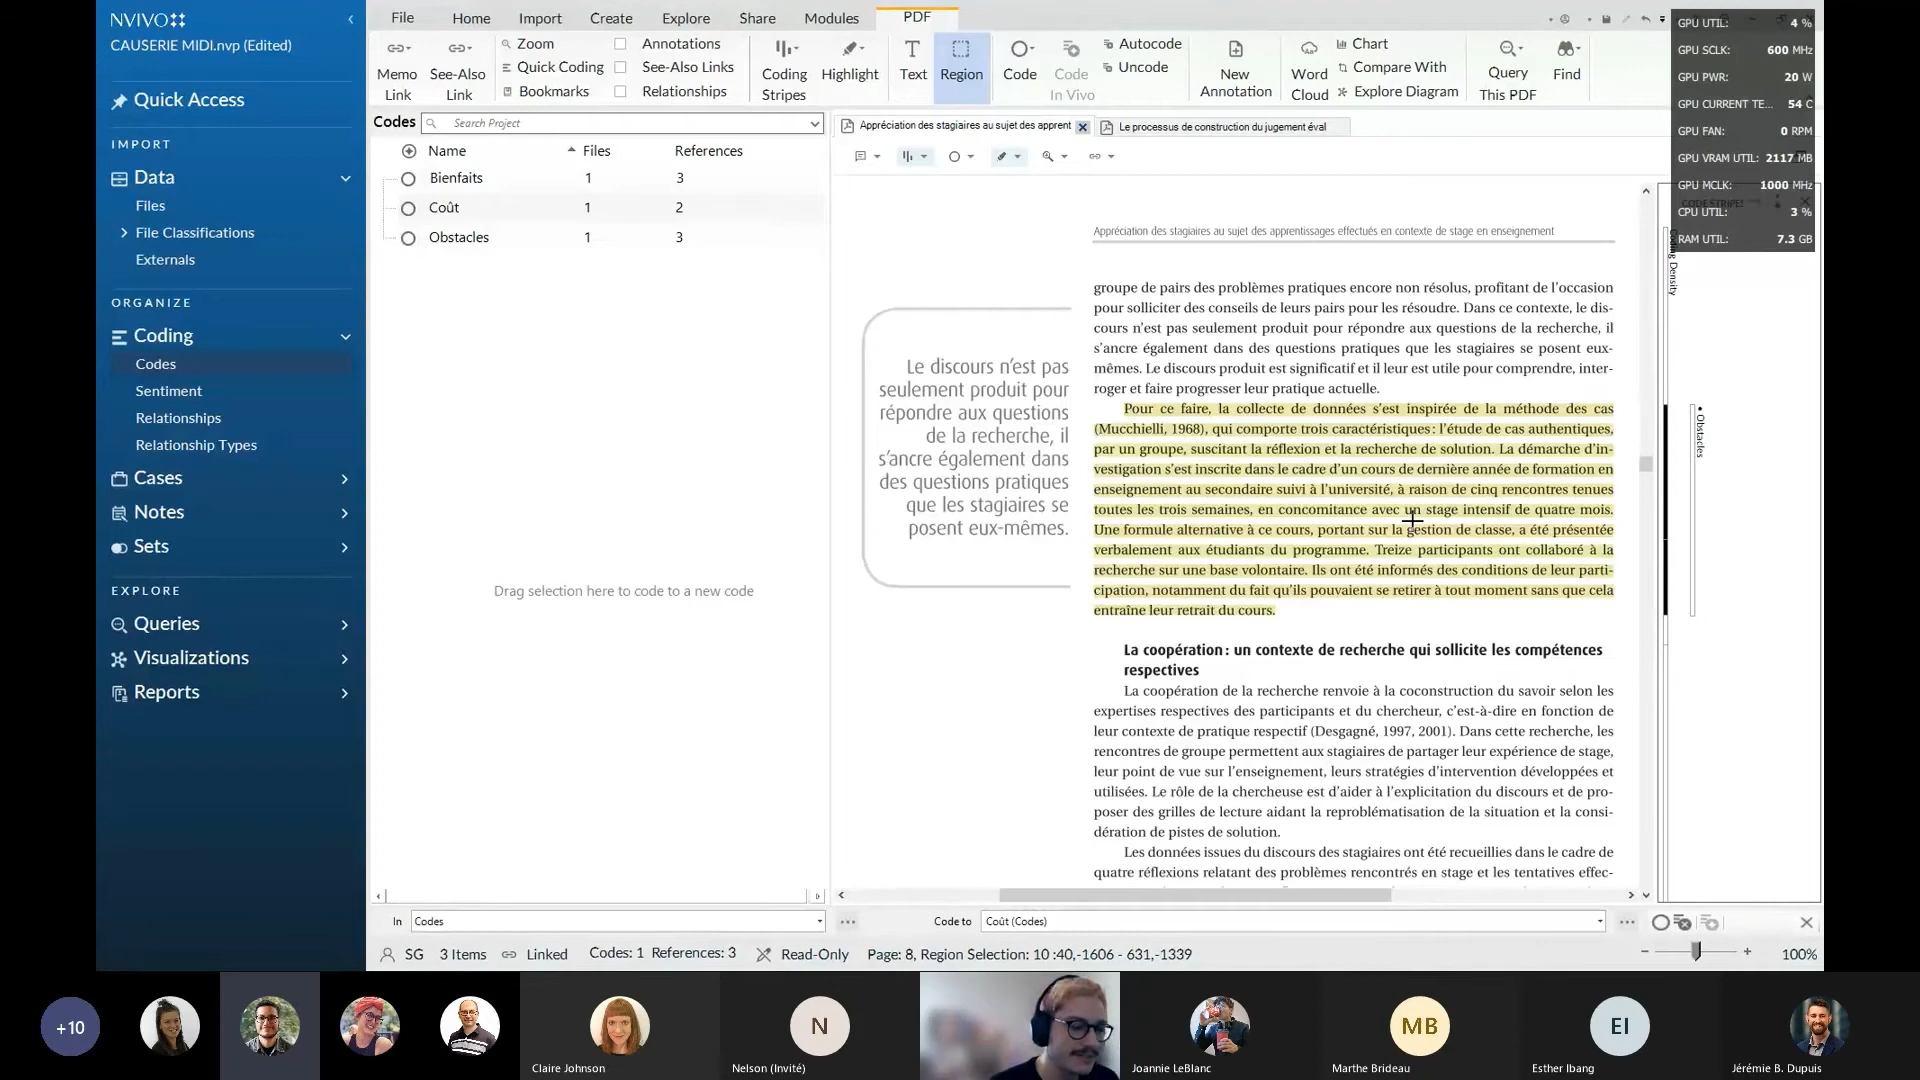 NVIVO
CAUSERIE MIDI.nvp (Edited)
Quick Access
IMPORT
Data
Files
File Classifications
Externals
ORGANIZE
Coding
Codes
Sentiment
Relationships
Relationship Types
Cases
Notes
Sets
EXPLORE
Queries
Visualizations
Reports
File Home Import Create Explore Share Modules PDF
Memo Link
See-Also Link
Zoom
Quick Coding
Bookmarks
Annotations
See-Also Links
Relationships
Coding Stripes
Highlight
Text
Region
Code
Code In Vivo
Autocode
Uncode
New Annotation
Word Cloud
Chart
Compare With
Explore Diagram
Query This PDF
Find
Codes
Search Project
Name Files References
Bienfaits 1 3
Coût 1 2
Obstacles 1 3
Drag selection here to code to a new code
Appréciation des stagiaires au sujet des apprent
Le processus de construction du jugement éval
Appréciation des stagiaires au sujet des apprentissages effectués en contexte de stage en enseignement
Le discours n’est pas
seulement produit pour
répondre aux questions
de la recherche, il
s’ancre également dans
des questions pratiques
que les stagiaires se
posent eux-mêmes.
groupe de pairs des problèmes pratiques encore non résolus, profitant de l’occasion
pour solliciter des conseils de leurs pairs pour les résoudre. Dans ce contexte, le dis-
cours n’est pas seulement produit pour répondre aux questions de la recherche, il
s’ancre également dans des questions pratiques que les stagiaires se posent eux-
mêmes. Le discours produit est significatif et il leur est utile pour comprendre, inter-
roger et faire progresser leur pratique actuelle.
Pour ce faire, la collecte de données s’est inspirée de la méthode des cas
(Mucchielli, 1968), qui comporte trois caractéristiques : l’étude de cas authentiques,
par un groupe, suscitant la réflexion et la recherche de solution. La démarche d’in-
vestigation s’est inscrite dans le cadre d’un cours de dernière année de formation en
enseignement au secondaire suivi à l’université, à raison de cinq rencontres tenues
toutes les trois semaines, en concomitance avec un stage intensif de quatre mois.
Une formule alternative à ce cours, portant sur la gestion de classe, a été présentée
verbalement aux étudiants du programme. Treize participants ont collaboré à la
recherche sur une base volontaire. Ils ont été informés des conditions de leur parti-
cipation, notamment du fait qu’ils pouvaient se retirer à tout moment sans que cela
entraîne leur retrait du cours.
La coopération : un contexte de recherche qui sollicite les compétences
respectives
La coopération de la recherche renvoie à la coconstruction du savoir selon les
expertises respectives des participants et du chercheur, c’est-à-dire en fonction de
leur contexte de pratique respectif (Desgagné, 1997, 2001). Dans cette recherche, les
rencontres de groupe permettent aux stagiaires de partager leur expérience de stage,
leur point de vue sur l’enseignement, leurs stratégies d’intervention développées et
utilisées. Le rôle de la chercheuse est d’aider à l’explicitation du discours et de pro-
poser des grilles de lecture aidant la reproblématisation de la situation et la consi-
dération de pistes de solution.
Les données issues du discours des stagiaires ont été recueillies dans le cadre de
quatre réflexions relatant des problèmes rencontrés en stage et les tentatives effec-
CODE STRIPES
Coding Density
Obstacles
GPU UTIL: 4 %
GPU SCLK: 600 MHz
GPU PWR: 20 W
GPU CURRENT TE... 54 C
GPU FAN: 0 RPM
GPU VRAM UTIL: 2117 MB
GPU MCLK: 1000 MHz
CPU UTIL: 3 %
RAM UTIL: 7.3 GB
In Codes
Code to Coût (Codes)
SG 3 Items Linked Codes: 1 References: 3 Read-Only Page: 8, Region Selection: 10 :40,-1606 - 631,-1339
100%
+10
N
MB
EI
Claire Johnson
Nelson (Invité)
Joannie LeBlanc
Marthe Brideau
Esther Ibang
Jérémie B. Dupuis